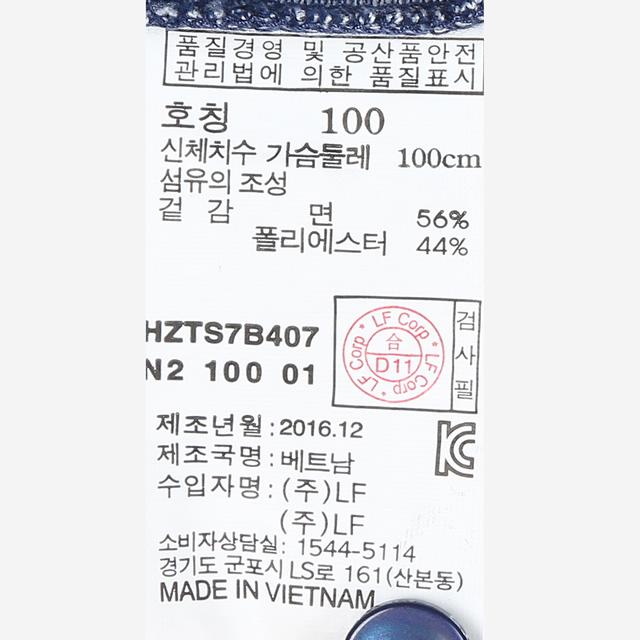 품질경영 및 공산품안전
관리법에 의한 품질표시
호칭 100
신체치수 가슴둘레 100cm
섬유의 조성
겉 감 면 56%
폴리에스터 44%
HZTS7B407
N2 100 01
LF Corp * LF Corp * LF Corp *
合
D11
검사필
제조년월 : 2016.12
제조국명 : 베트남
수입자명 : (주)LF
(주)LF
소비자상담실: 1544-5114
경기도 군포시 LS로 161(산본동)
MADE IN VIETNAM